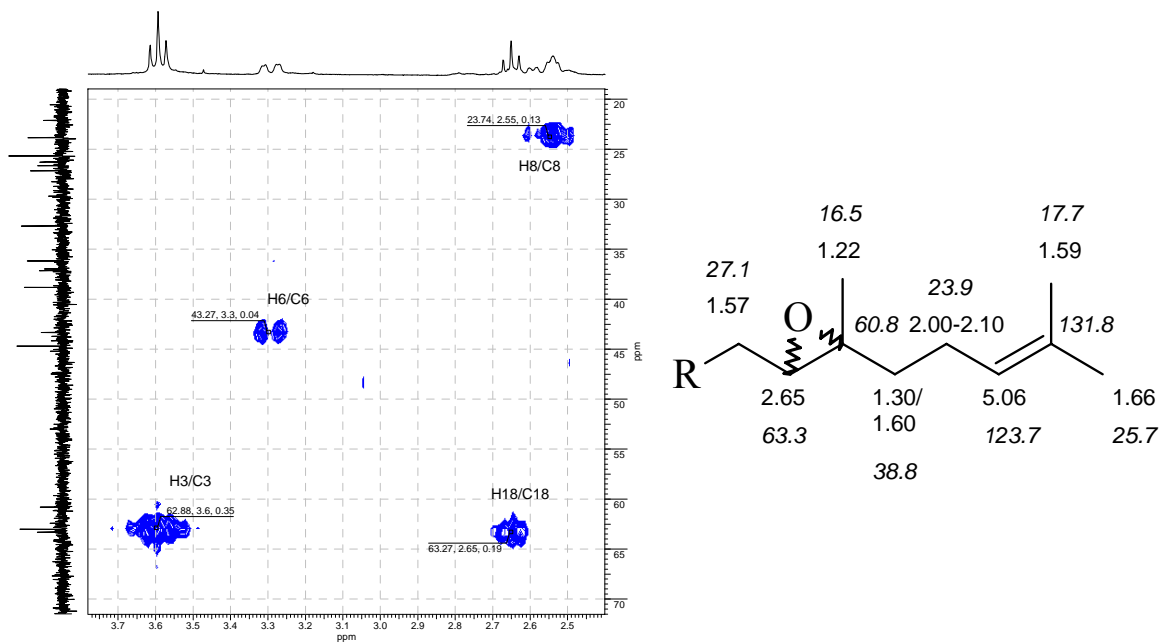 20
25
30
35
40
45
50
55
60
65
70
ppm
3.7 3.6 3.5 3.4 3.3 3.2 3.1 3.0 2.9 2.8 2.7 2.6 2.5
ppm
23.74, 2.55, 0.13
H8/C8
H6/C6
43.27, 3.3, 0.04
H3/C3
62.88, 3.6, 0.35
H18/C18
63.27, 2.65, 0.19
16.5 17.7
1.22 1.59
27.1
1.57
23.9
O 60.8 2.00-2.10 131.8
R
2.65 1.30/ 5.06 1.66
1.60
63.3 123.7 25.7
38.8